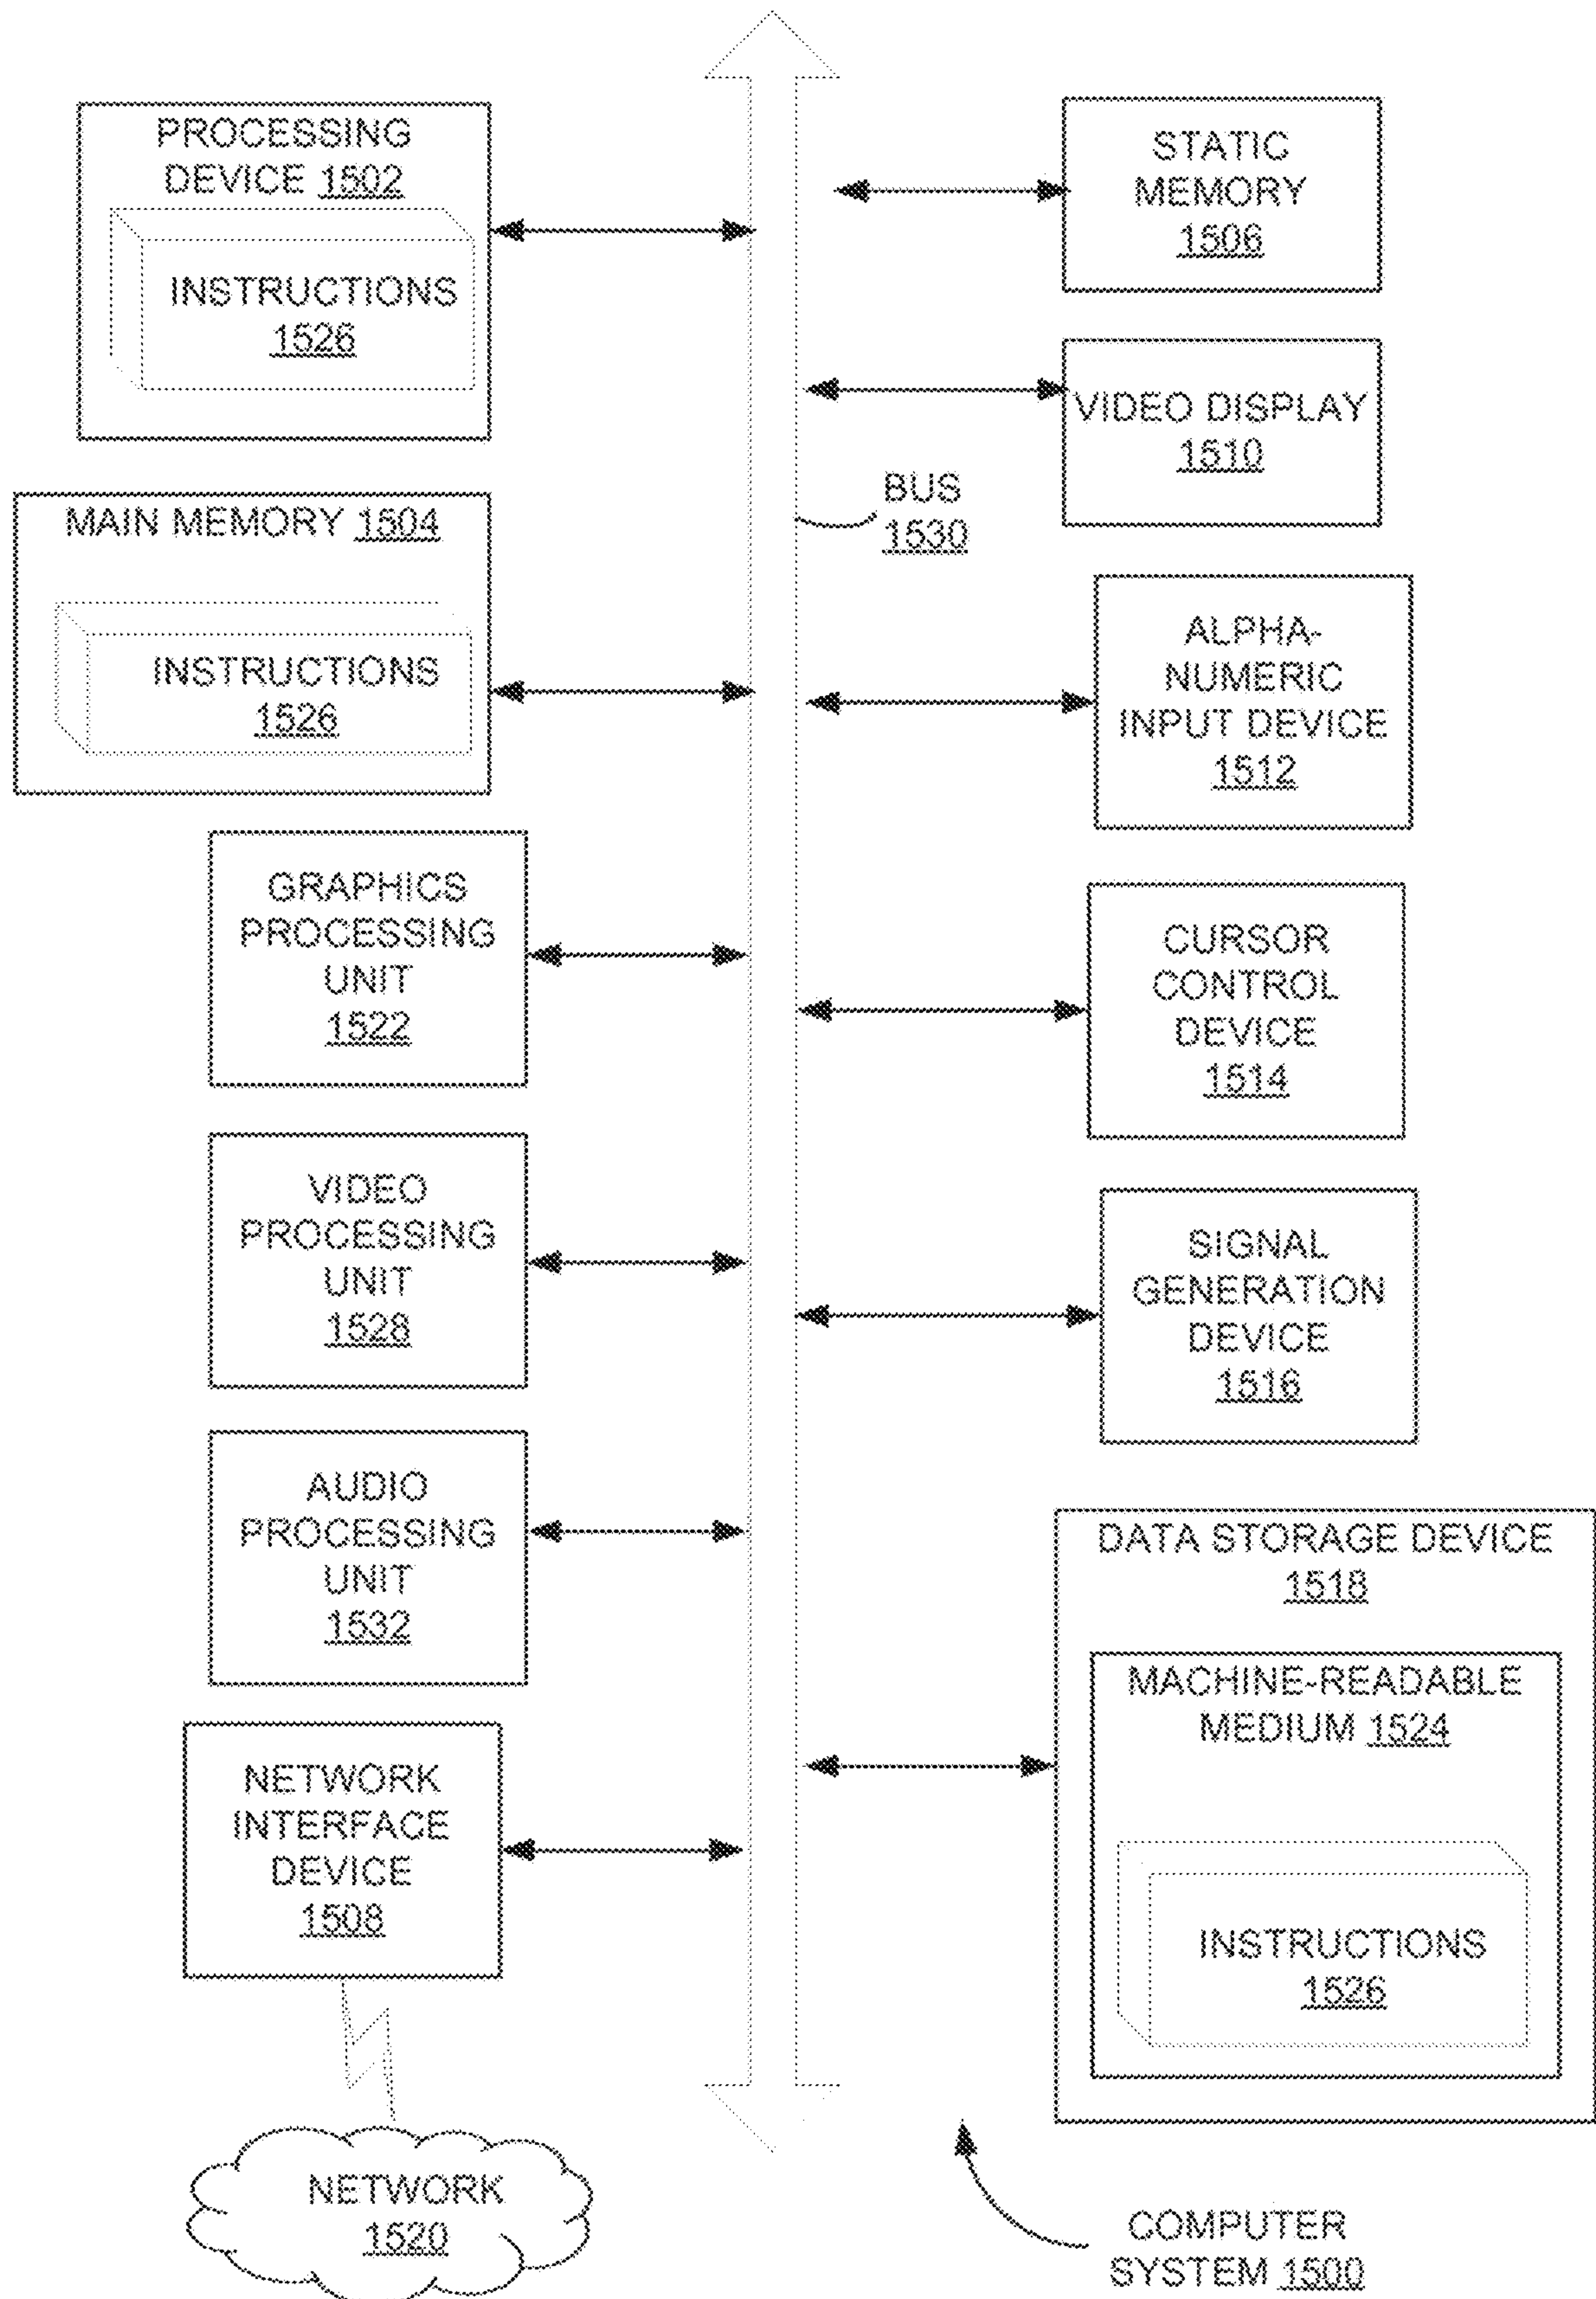 PROCESSING
DEVICE 1502
INSTRUCTIONS
1526
MAIN MEMORY 1504
INSTRUCTIONS
1526
GRAPHICS
PROCESSING
UNIT
1522
VIDEO
PROCESSING
UNIT
1528
AUDIO
PROCESSING
UNIT
1532
NETWORK
INTERFACE
DEVICE
1508
NETWORK
1520
BUS
1530
STATIC
MEMORY
1506
VIDEO DISPLAY
1510
ALPHA-
NUMERIC
INPUT DEVICE
1512
CURSOR
CONTROL
DEVICE
1514
SIGNAL
GENERATION
DEVICE
1516
DATA STORAGE DEVICE
1518
MACHINE-READABLE
MEDIUM 1524
INSTRUCTIONS
1526
COMPUTER
SYSTEM 1500